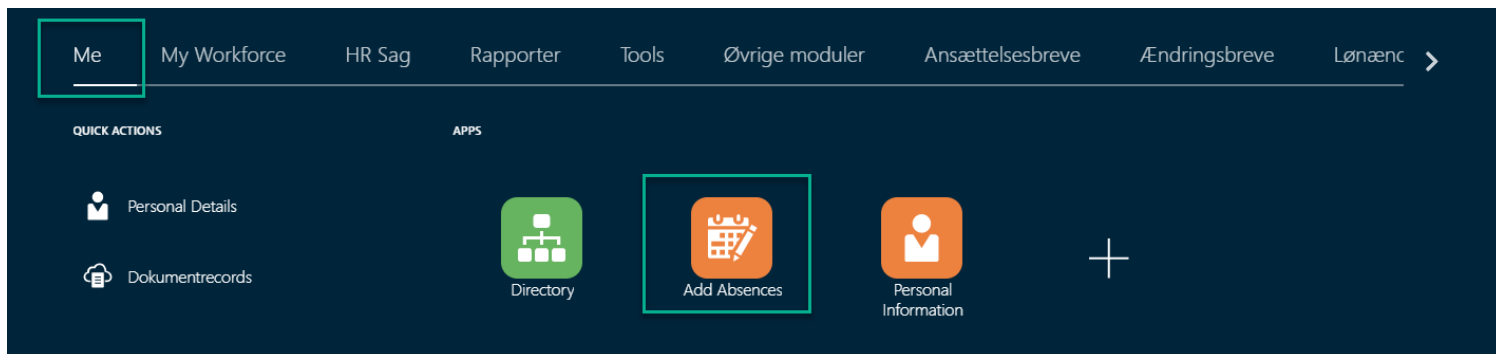 Me My Workforce HR Sag Rapporter Tools Øvrige moduler Ansættelsesbreve Ændringsbreve Lønænd
QUICK ACTIONS APPS
Personal Details
Dokumentrecords
Directory Add Absences Personal
Information